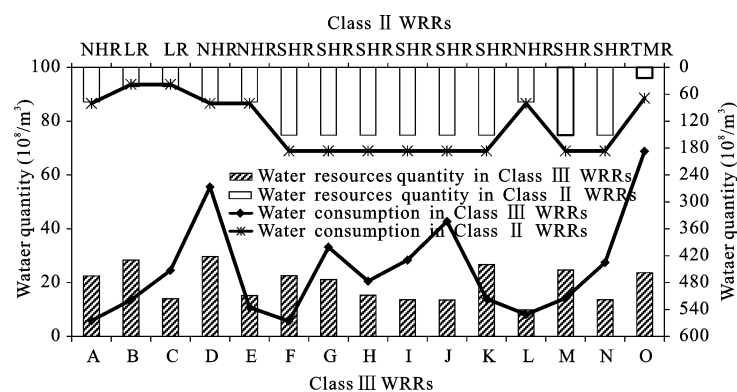 Class Ⅱ WRRs
NHR LR LR NHR NHR SHR SHR SHR SHR SHR SHR NHR SHR SHR TMR
100 0
60
80 120
180
60 240
Water resources quantity in Class Ⅲ WRRs
Water resources quantity in Class Ⅱ WRRs
300
40 360
Water consumption in Class Ⅲ WRRs
Water consumption in Class Ⅱ WRRs
420
20 480
540
0 600
Wataer quantity (10⁸/m³)
Wataer quantity (10⁸/m³)
A B C D E F G H I J K L M N O
Class Ⅲ WRRs